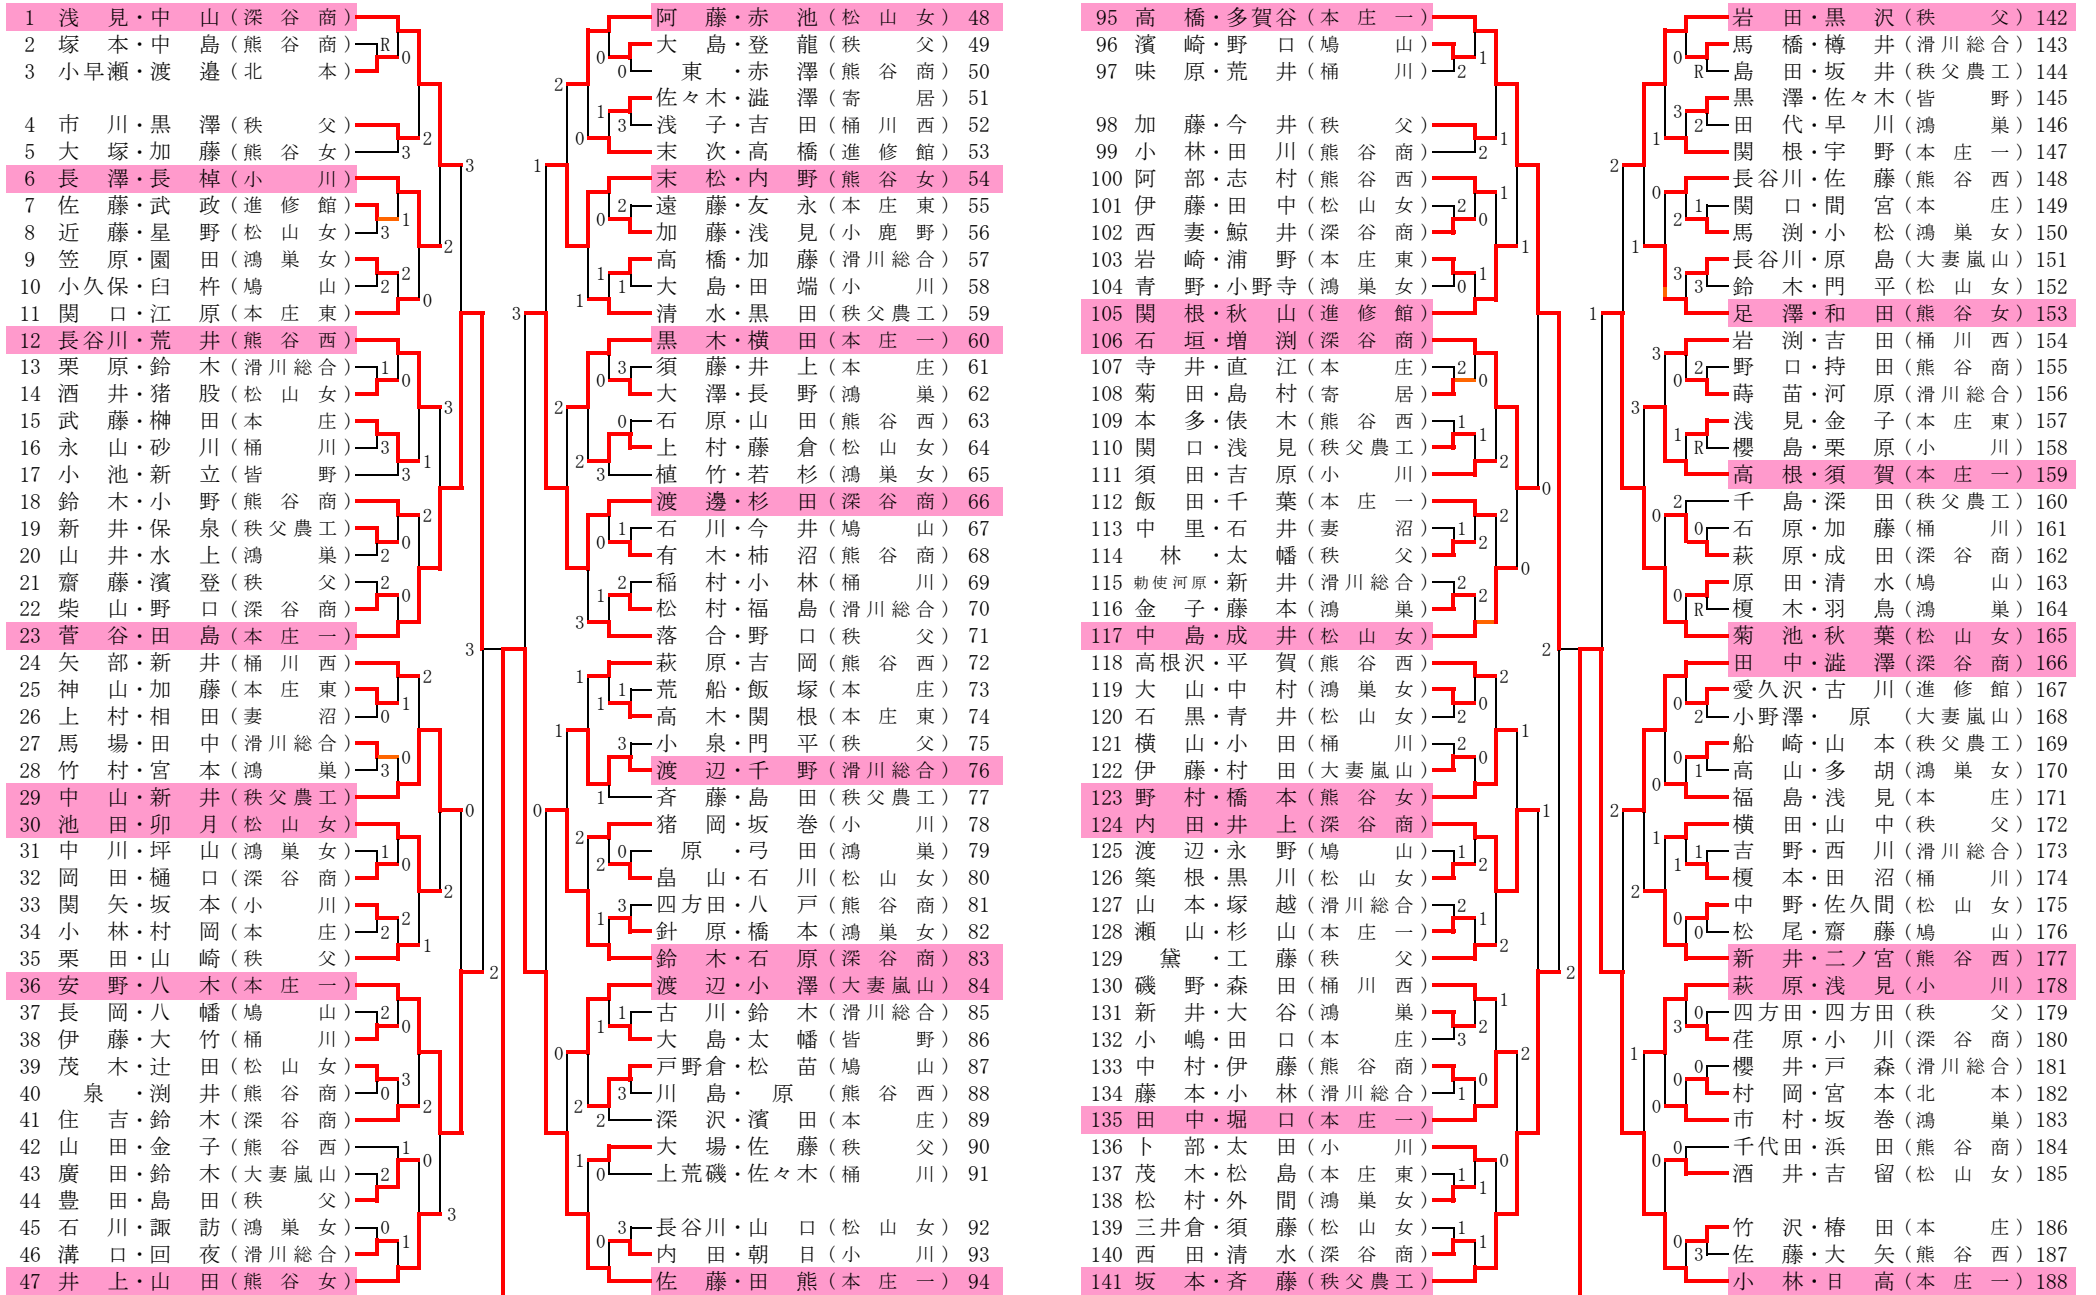 1 浅見・中山(深谷商)
2 塚本・中島(熊谷商)
3 小早瀬・渡邉(北本)
4 市川・黒澤(秩父)
5 大塚・加藤(熊谷女)
6 長澤・長棹(小川)
7 佐藤・武政(進修館)
8 近藤・星野(松山女)
9 笠原・園田(鴻巣女)
10 小久保・臼杵(鳩山)
11 関口・江原(本庄東)
12 長谷川・荒井(熊谷西)
13 栗原・鈴木(滑川総合)
14 酒井・猪股(松山女)
15 武藤・榊田(本庄)
16 永山・砂川(桶川)
17 小池・新立(皆野)
18 鈴木・小野(熊谷商)
19 新井・保泉(秩父農工)
20 山井・水上(鴻巣)
21 齋藤・濱登(秩父)
22 柴山・野口(深谷商)
23 菅谷・田島(本庄一)
24 矢部・新井(桶川西)
25 神山・加藤(本庄東)
26 上村・相田(妻沼)
27 馬場・田中(滑川総合)
28 竹村・宮本(鴻巣)
29 中山・新井(秩父農工)
30 池田・卯月(松山女)
31 中川・坪山(鴻巣女)
32 岡田・樋口(深谷商)
33 関矢・坂本(小川)
34 小林・村岡(本庄)
35 栗田・山崎(秩父)
36 安野・八木(本庄一)
37 長岡・八幡(鳩山)
38 伊藤・大竹(桶川)
39 茂木・辻田(松山女)
40 泉・渕井(熊谷商)
41 住吉・鈴木(深谷商)
42 山田・金子(熊谷西)
43 廣田・鈴木(大妻嵐山)
44 豊田・島田(秩父)
45 石川・諏訪(鴻巣女)
46 溝口・回夜(滑川総合)
47 井上・山田(熊谷女)
阿藤・赤池(松山女) 48
大島・登龍(秩父) 49
東・赤澤(熊谷商) 50
佐々木・澁澤(寄居) 51
浅子・吉田(桶川西) 52
末次・高橋(進修館) 53
末松・内野(熊谷女) 54
遠藤・友永(本庄東) 55
加藤・浅見(小鹿野) 56
高橋・加藤(滑川総合) 57
大島・田端(小川) 58
清水・黒田(秩父農工) 59
黒木・横田(本庄一) 60
須藤・井上(本庄) 61
大澤・長野(鴻巣) 62
石原・山田(熊谷西) 63
上村・藤倉(松山女) 64
植竹・若杉(鴻巣女) 65
渡邊・杉田(深谷商) 66
石川・今井(鳩山) 67
有木・柿沼(熊谷商) 68
稲村・小林(桶川) 69
松村・福島(滑川総合) 70
落合・野口(秩父) 71
萩原・吉岡(熊谷西) 72
荒船・飯塚(本庄) 73
高木・関根(本庄東) 74
小泉・門平(秩父) 75
渡辺・千野(滑川総合) 76
斉藤・島田(秩父農工) 77
猪岡・坂巻(小川) 78
原・弓田(鴻巣) 79
畠山・石川(松山女) 80
四方田・八戸(熊谷商) 81
針原・橋本(鴻巣女) 82
鈴木・石原(深谷商) 83
渡辺・小澤(大妻嵐山) 84
古川・鈴木(滑川総合) 85
大島・太幡(皆野) 86
戸野倉・松苗(鳩山) 87
川島・原(熊谷西) 88
深沢・濱田(本庄) 89
大場・佐藤(秩父) 90
上荒磯・佐々木(桶川) 91
長谷川・山口(松山女) 92
内田・朝日(小川) 93
佐藤・田熊(本庄一) 94
95 高橋・多賀谷(本庄一)
96 濱崎・野口(鳩山)
97 味原・荒井(桶川)
98 加藤・今井(秩父)
99 小林・田川(熊谷商)
100 阿部・志村(熊谷西)
101 伊藤・田中(松山女)
102 西妻・鯨井(深谷商)
103 岩崎・浦野(本庄東)
104 青野・小野寺(鴻巣女)
105 関根・秋山(進修館)
106 石垣・増渕(深谷商)
107 寺井・直江(本庄)
108 菊田・島村(寄居)
109 本多・俵木(熊谷西)
110 関口・浅見(秩父農工)
111 須田・吉原(小川)
112 飯田・千葉(本庄一)
113 中里・石井(妻沼)
114 林・太幡(秩父)
115 勅使河原・新井(滑川総合)
116 金子・藤本(鴻巣)
117 中島・成井(松山女)
118 高根沢・平賀(熊谷西)
119 大山・中村(鴻巣女)
120 石黒・青井(松山女)
121 横山・小田(桶川)
122 伊藤・村田(大妻嵐山)
123 野村・橋本(熊谷女)
124 内田・井上(深谷商)
125 渡辺・永野(鳩山)
126 築根・黒川(松山女)
127 山本・塚越(滑川総合)
128 瀬山・杉山(本庄一)
129 黛・工藤(秩父)
130 磯野・森田(桶川西)
131 新井・大谷(鴻巣)
132 小嶋・田口(本庄)
133 中村・伊藤(熊谷商)
134 藤本・小林(滑川総合)
135 田中・堀口(本庄一)
136 卜部・太田(小川)
137 茂木・松島(本庄東)
138 松村・外間(鴻巣女)
139 三井倉・須藤(松山女)
140 西田・清水(深谷商)
141 坂本・斉藤(秩父農工)
岩田・黒沢(秩父) 142
馬橋・樽井(滑川総合) 143
島田・坂井(秩父農工) 144
黒澤・佐々木(皆野) 145
田代・早川(鴻巣) 146
関根・宇野(本庄一) 147
長谷川・佐藤(熊谷西) 148
関口・間宮(本庄) 149
馬渕・小松(鴻巣女) 150
長谷川・原島(大妻嵐山) 151
鈴木・門平(松山女) 152
足澤・和田(熊谷女) 153
岩渕・吉田(桶川西) 154
野口・持田(熊谷商) 155
蒔苗・河原(滑川総合) 156
浅見・金子(本庄東) 157
櫻島・栗原(小川) 158
高根・須賀(本庄一) 159
千島・深田(秩父農工) 160
石原・加藤(桶川) 161
萩原・成田(深谷商) 162
原田・清水(鳩山) 163
榎木・羽鳥(鴻巣) 164
菊池・秋葉(松山女) 165
田中・澁澤(深谷商) 166
愛久沢・古川(進修館) 167
小野澤・原(大妻嵐山) 168
船崎・山本(秩父農工) 169
高山・多胡(鴻巣女) 170
福島・浅見(本庄) 171
横田・山中(秩父) 172
吉野・西川(滑川総合) 173
榎本・田沼(桶川) 174
中野・佐久間(松山女) 175
松尾・齋藤(鳩山) 176
新井・二ノ宮(熊谷西) 177
萩原・浅見(小川) 178
四方田・四方田(秩父) 179
荏原・小川(深谷商) 180
櫻井・戸森(滑川総合) 181
村岡・宮本(北本) 182
市村・坂巻(鴻巣) 183
千代田・浜田(熊谷商) 184
酒井・吉留(松山女) 185
竹沢・椿田(本庄) 186
佐藤・大矢(熊谷西) 187
小林・日高(本庄一) 188